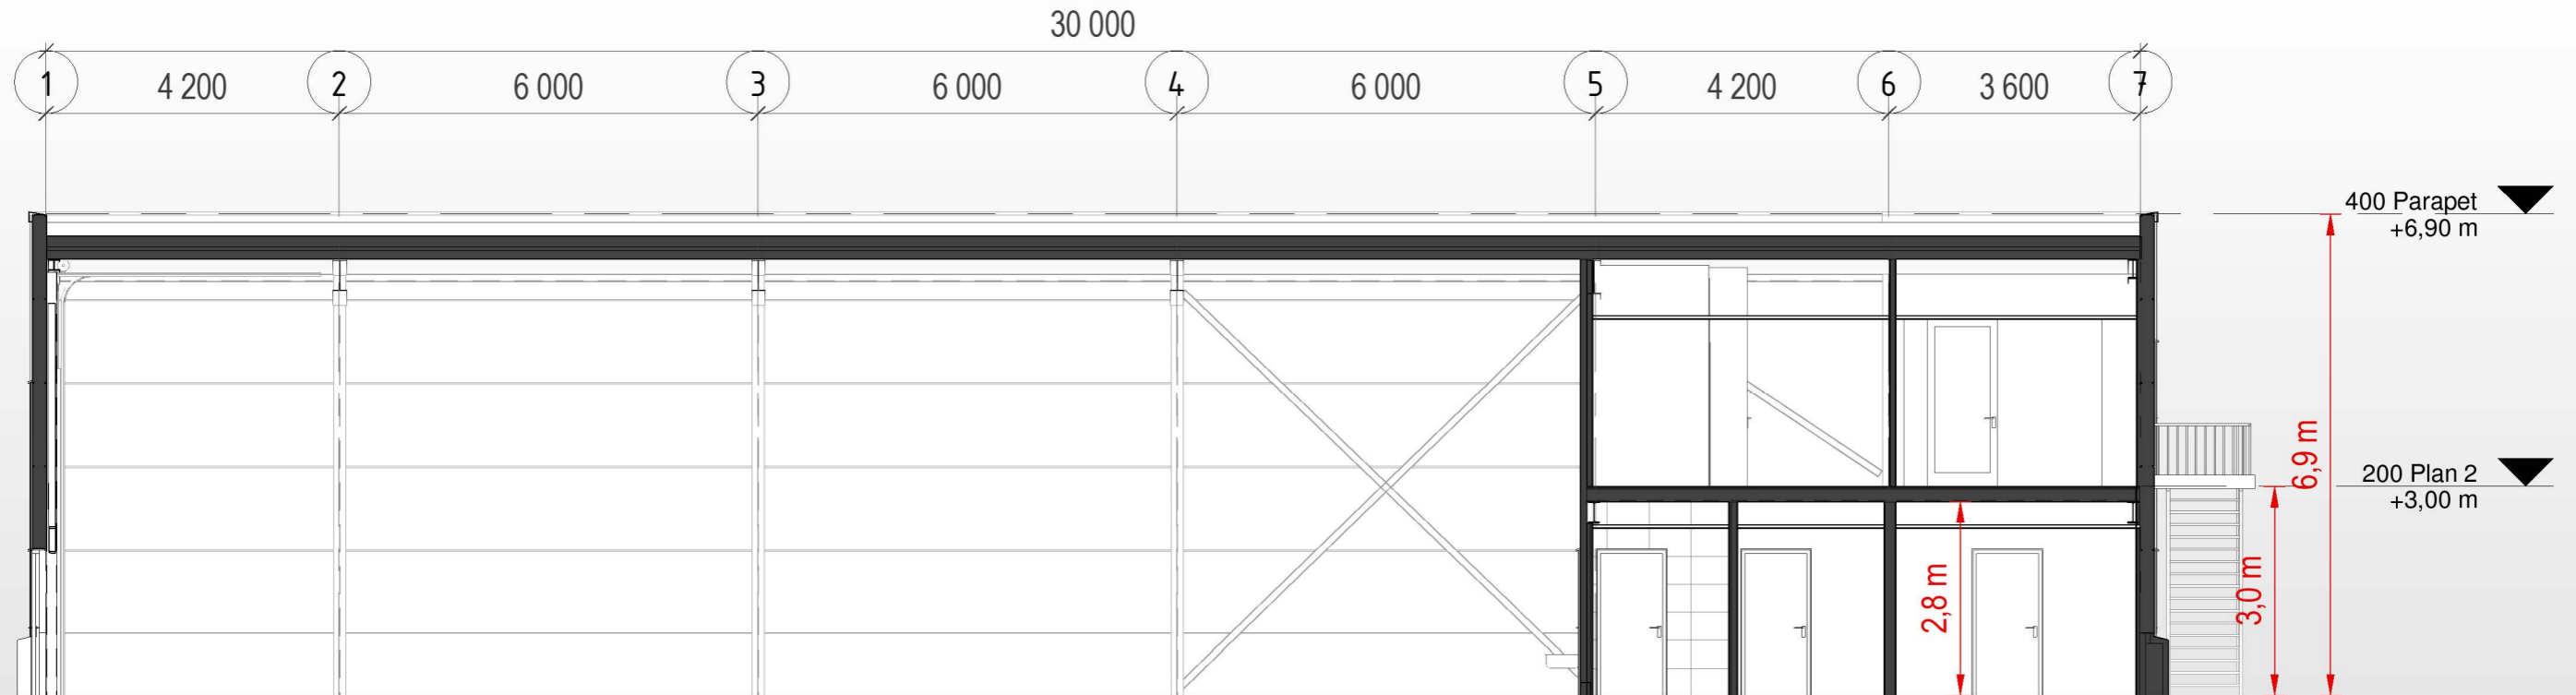 30 000
1 4 200 2 6 000 3 6 000 4 6 000 5 4 200 6 3 600 7
400 Parapet
+6,90 m
6,9 m
200 Plan 2
+3,00 m
2,8 m
3,0 m